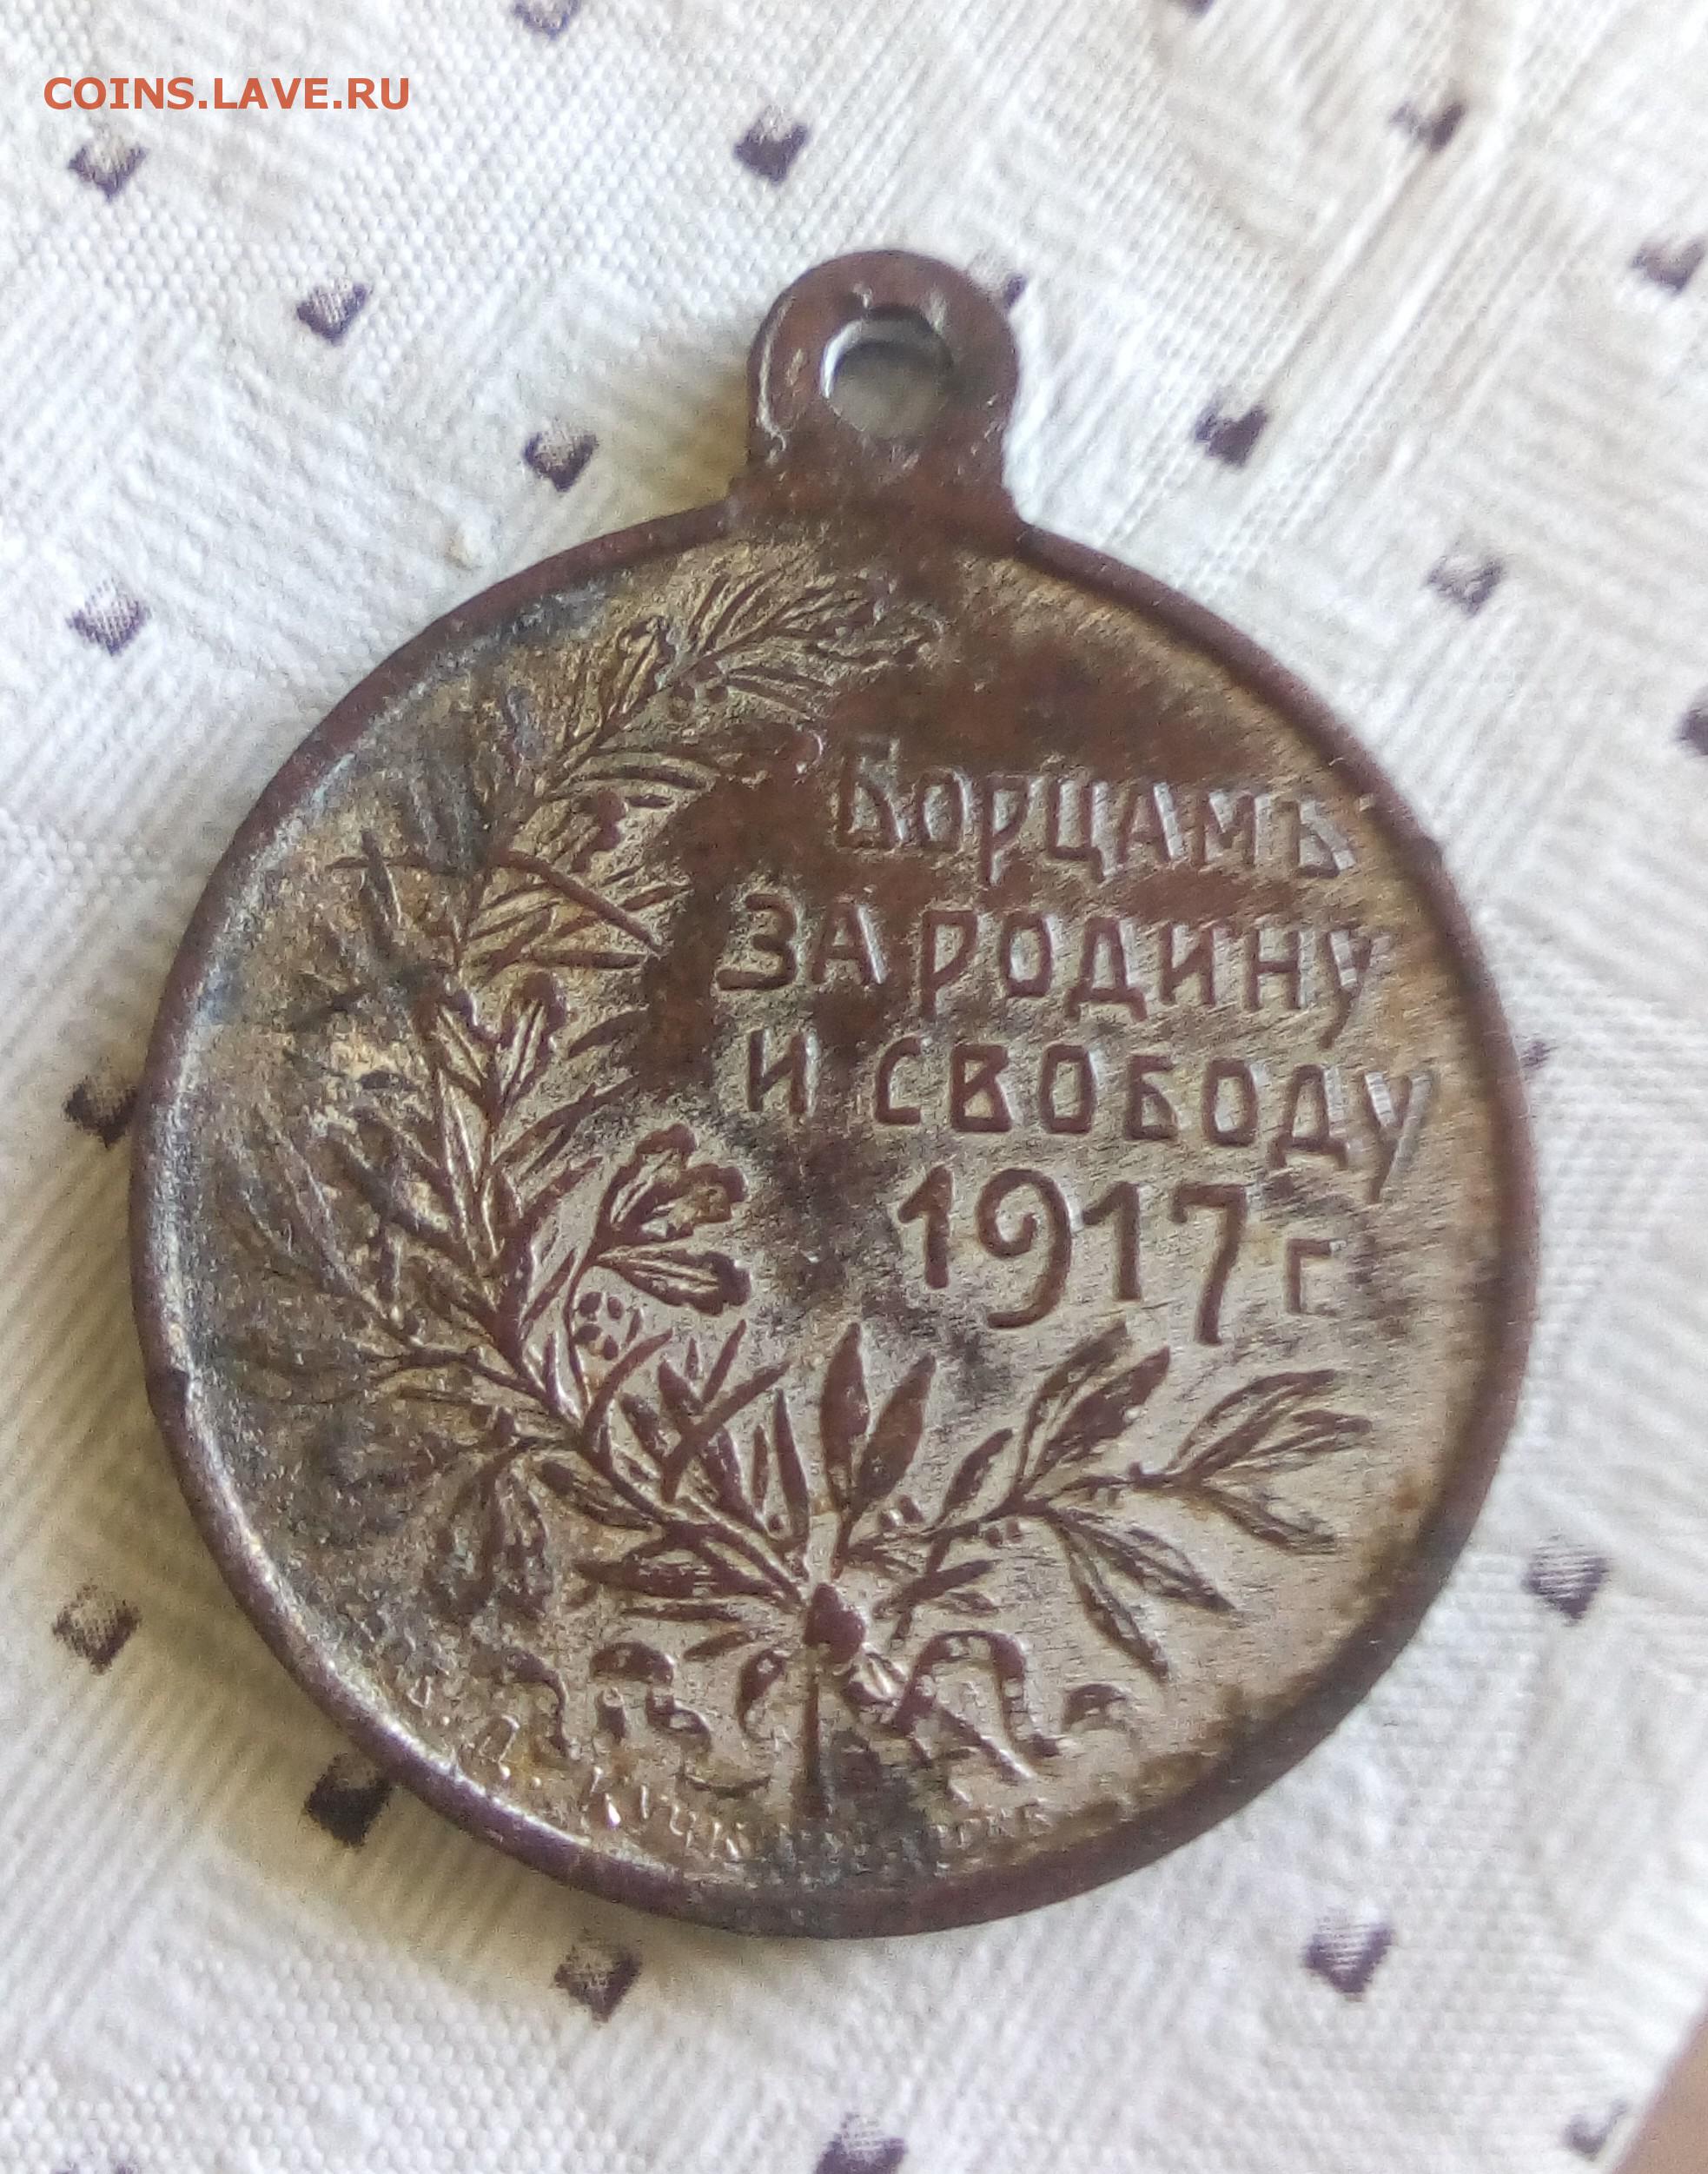 COINS.LAVE.RU
Борцамъ
за родину
и свободу
1917 г